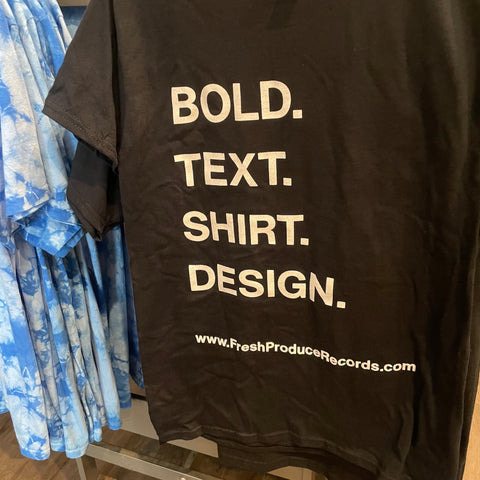 BOLD.
TEXT.
SHIRT.
DESIGN.
www.FreshProduceRecords.com